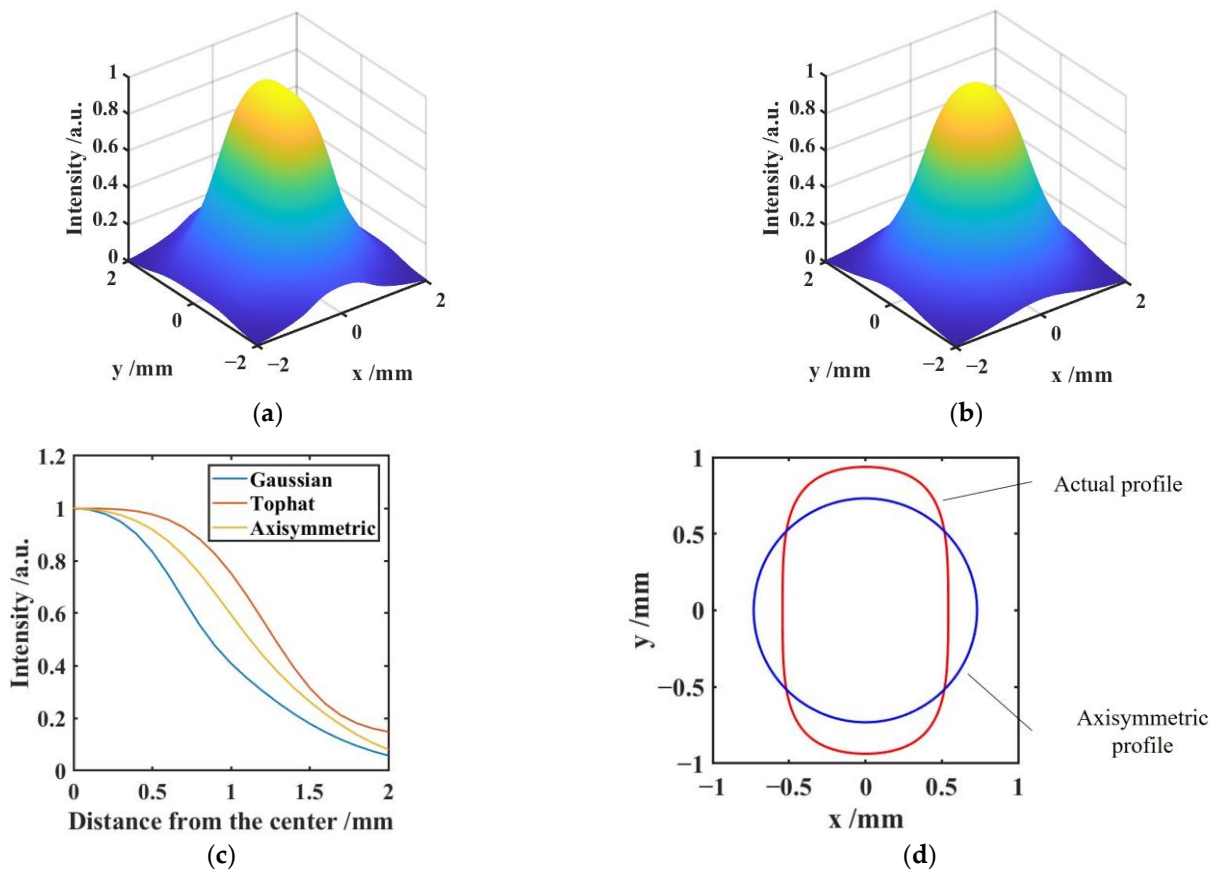 1
0.8
0.6
0.4
0.2
0
Intensity /a.u.
2
0
−2
y /mm
−2
0
2
x /mm
(a)
1
0.8
0.6
0.4
0.2
0
Intensity /a.u.
2
0
−2
y /mm
−2
0
2
x /mm
(b)
1.2
1
0.8
0.6
0.4
0.2
0
Intensity /a.u.
Gaussian
Tophat
Axisymmetric
0 0.5 1 1.5 2
Distance from the center /mm
(c)
1
0.5
0
−0.5
−1
y /mm
Actual profile
Axisymmetric
profile
−1 −0.5 0 0.5 1
x /mm
(d)